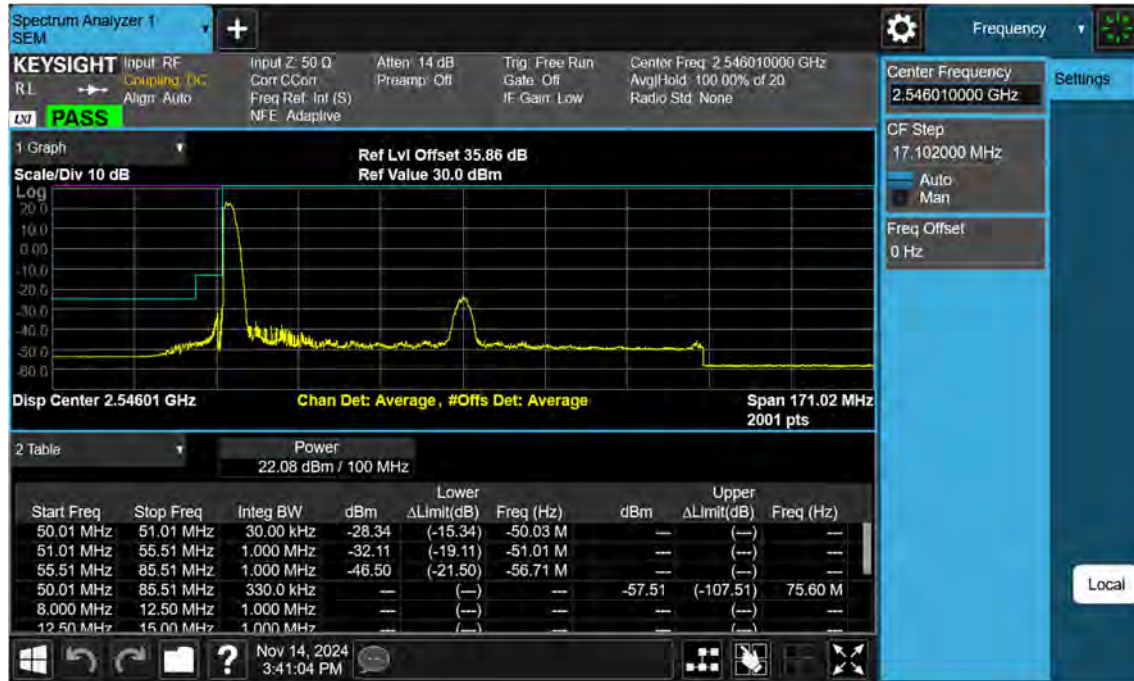 Spectrum Analyzer 1
SEM
+
Frequency
KEYSIGHT
RL
LXI
PASS
Input: RF
Coupling: DC
Align: Auto
Input Z: 50 Ω
Corr CCorr
Freq Ref: Int (S)
NFE: Adaptive
Atten: 14 dB
Preamp: Off
Trig: Free Run
Gate: Off
IF Gain: Low
Center Freq: 2.546010000 GHz
Avg|Hold: 100.00% of 20
Radio Std: None
Center Frequency
2.546010000 GHz
Settings
CF Step
17.102000 MHz
Auto
Man
Freq Offset
0 Hz
Local
1 Graph
Scale/Div 10 dB
Ref Lvl Offset 35.86 dB
Ref Value 30.0 dBm
Log
20.0
10.0
0.00
-10.0
-20.0
-30.0
-40.0
-50.0
-60.0
Disp Center 2.54601 GHz
Chan Det: Average, #Offs Det: Average
Span 171.02 MHz
2001 pts
2 Table
Power
22.08 dBm / 100 MHz
Lower Upper
Start Freq Stop Freq Integ BW dBm ΔLimit(dB) Freq (Hz) dBm ΔLimit(dB) Freq (Hz)
50.01 MHz 51.01 MHz 30.00 kHz -28.34 (-15.34) -50.03 M --- (---) ---
51.01 MHz 55.51 MHz 1.000 MHz -32.11 (-19.11) -51.01 M --- (---) ---
55.51 MHz 85.51 MHz 1.000 MHz -46.50 (-21.50) -56.71 M --- (---) ---
50.01 MHz 85.51 MHz 330.0 kHz --- (---) --- -57.51 (-107.51) 75.60 M
8.000 MHz 12.50 MHz 1.000 MHz --- (---) --- --- (---) ---
12.50 MHz 15.00 MHz 1.000 MHz --- (---) --- --- (---) ---
?
Nov 14, 2024
3:41:04 PM